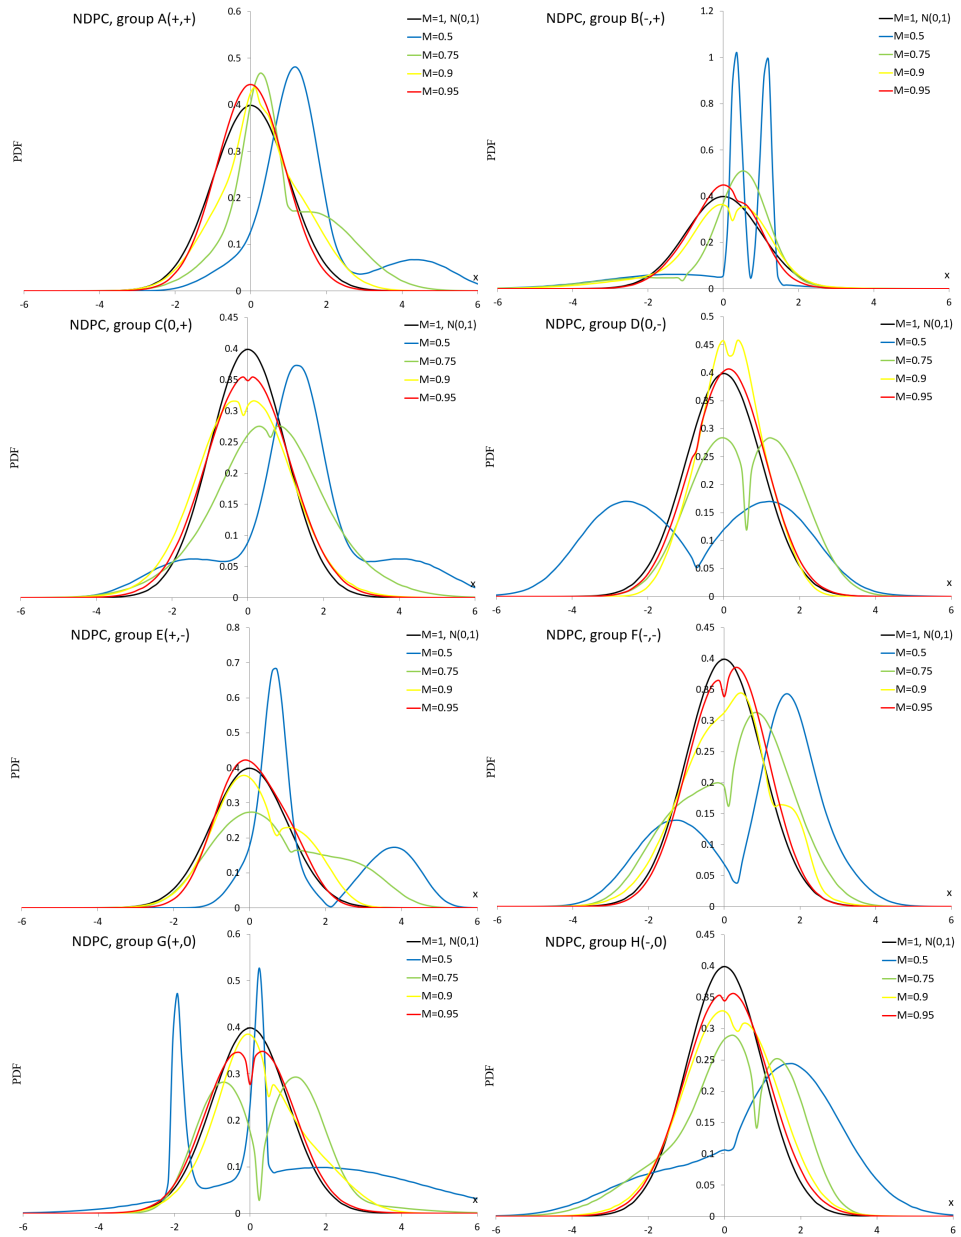 NDPC, group A(+,+)
0.6
0.5
0.4
0.3
0.2
0.1
0
PDF
x
-6 -4 -2 0 2 4 6
M=1, N(0,1)
M=0.5
M=0.75
M=0.9
M=0.95
NDPC, group B(-,+)
1.2
1
0.8
0.6
0.4
0.2
0
PDF
x
-6 -4 -2 0 2 4 6
M=1, N(0,1)
M=0.5
M=0.75
M=0.9
M=0.95
NDPC, group C(0,+)
0.45
0.4
0.35
0.3
0.25
0.2
0.15
0.1
0.05
0
PDF
x
-6 -4 -2 0 2 4 6
M=1, N(0,1)
M=0.5
M=0.75
M=0.9
M=0.95
NDPC, group D(0,-)
0.5
0.45
0.4
0.35
0.3
0.25
0.2
0.15
0.1
0.05
0
PDF
x
-6 -4 -2 0 2 4 6
M=1, N(0,1)
M=0.5
M=0.75
M=0.9
M=0.95
NDPC, group E(+,-)
0.8
0.7
0.6
0.5
0.4
0.3
0.2
0.1
0
PDF
x
-6 -4 -2 0 2 4 6
M=1, N(0,1)
M=0.5
M=0.75
M=0.9
M=0.95
NDPC, group F(-,-)
0.45
0.4
0.35
0.3
0.25
0.2
0.15
0.1
0.05
0
PDF
x
-6 -4 -2 0 2 4 6
M=1, N(0,1)
M=0.5
M=0.75
M=0.9
M=0.95
NDPC, group G(+,0)
0.6
0.5
0.4
0.3
0.2
0.1
0
PDF
x
-6 -4 -2 0 2 4 6
M=1, N(0,1)
M=0.5
M=0.75
M=0.9
M=0.95
NDPC, group H(-,0)
0.45
0.4
0.35
0.3
0.25
0.2
0.15
0.1
0.05
0
PDF
x
-6 -4 -2 0 2 4 6
M=1, N(0,1)
M=0.5
M=0.75
M=0.9
M=0.95